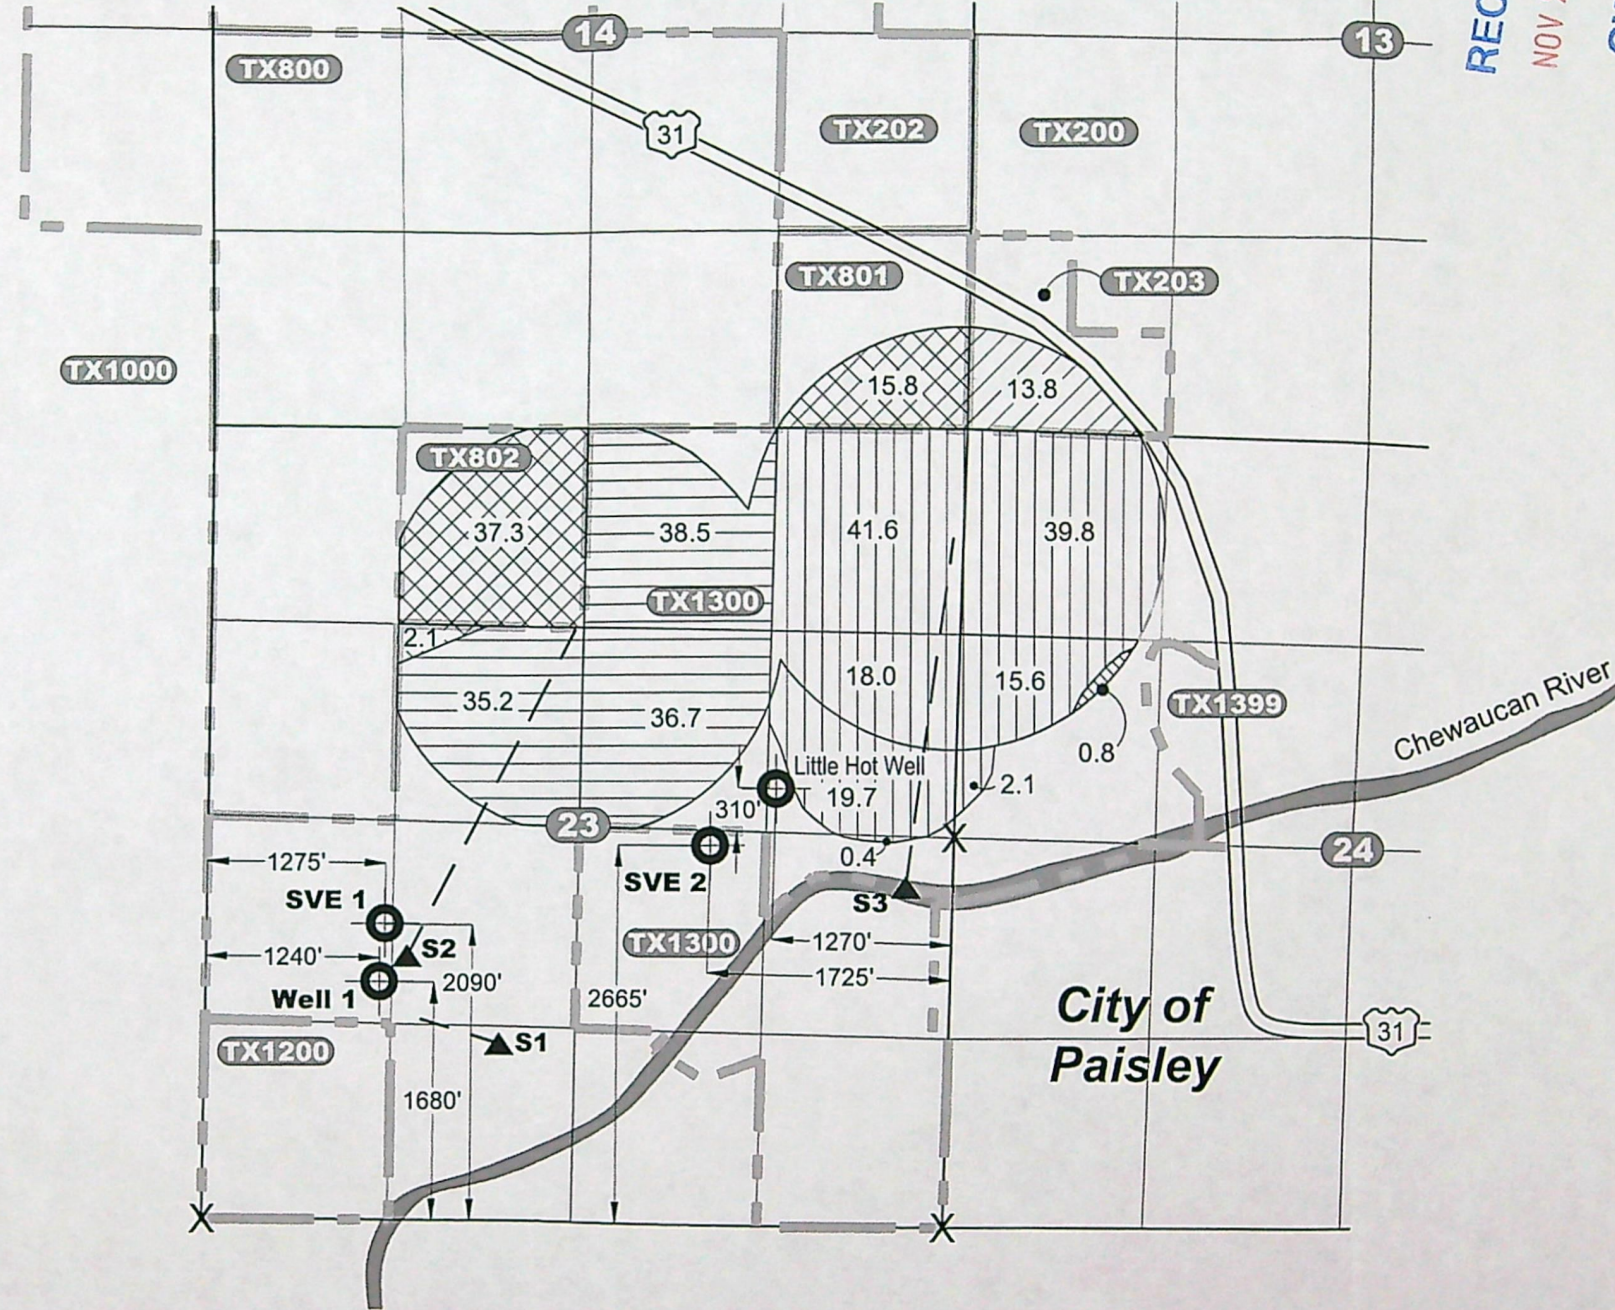 14
13
REC
NOV
TX800
31
TX202
TX200
TX801
TX203
TX1000
15.8
13.8
TX802
37.3
38.5
41.6
39.8
TX1300
2.1
35.2
36.7
18.0
15.6
TX1399
Chewaucan River
0.8
Little Hot Well
2.1
310'
19.7
23
0.4
24
1275'
SVE 1
SVE 2
S3
1240'
S2
TX1300
1270'
Well 1
2090'
1725'
2665'
City of
Paisley
31
TX1200
S1
1680'
X
X
X